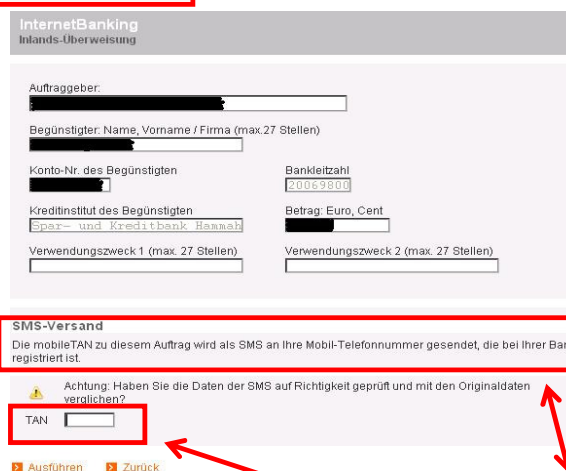 InternetBanking
Inlands-Überweisung
Auftraggeber:
Begünstigter: Name, Vorname / Firma (max.27 Stellen)
Konto-Nr. des Begünstigten Bankleitzahl
20069800
Kreditinstitut des Begünstigten Betrag: Euro, Cent
Spar- und Kreditbank Hammah
Verwendungszweck 1 (max. 27 Stellen) Verwendungszweck 2 (max. 27 Stellen)
SMS-Versand
Die mobileTAN zu diesem Auftrag wird als SMS an Ihre Mobil-Telefonnummer gesendet, die bei Ihrer Ban
registriert ist.
Achtung: Haben Sie die Daten der SMS auf Richtigkeit geprüft und mit den Originaldaten
verglichen?
TAN
Ausführen Zurück